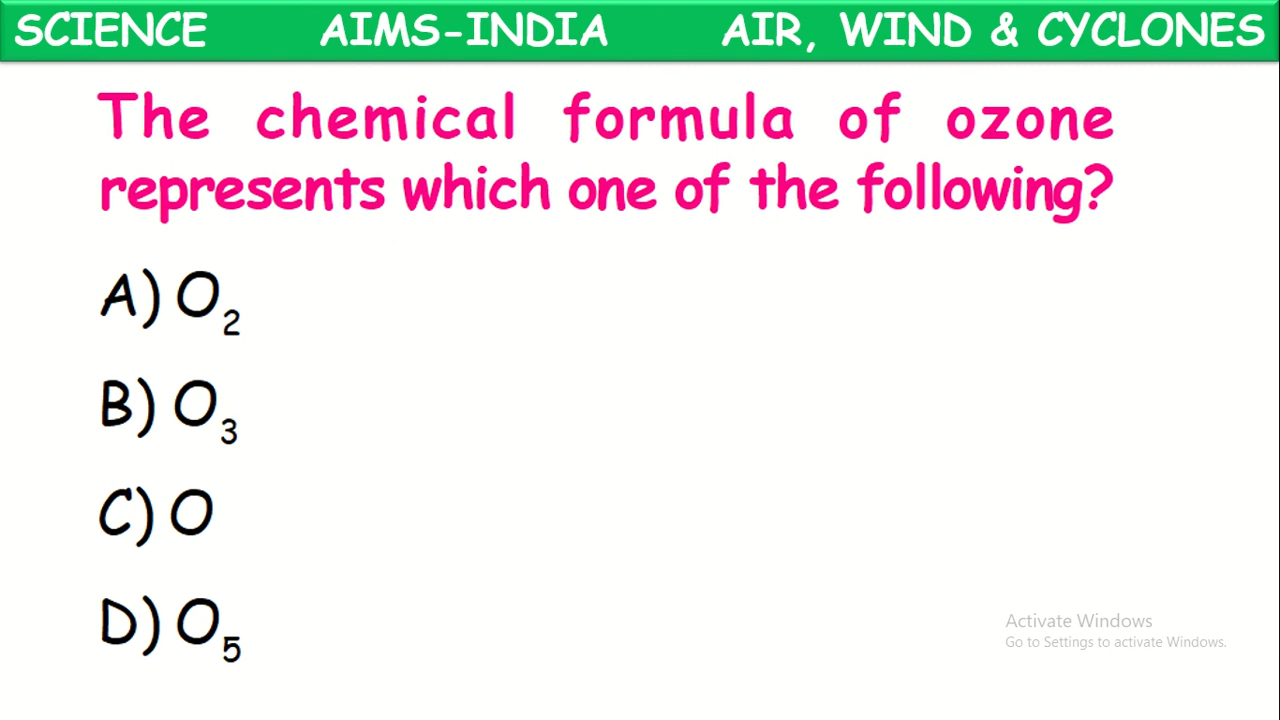 SCIENCE AIMS-INDIA AIR, WIND & CYCLONES
The chemical formula of ozone
represents which one of the following?
A) O₂
B) O₃
C) O
D) O₅
Activate Windows
Go to Settings to activate Windows.